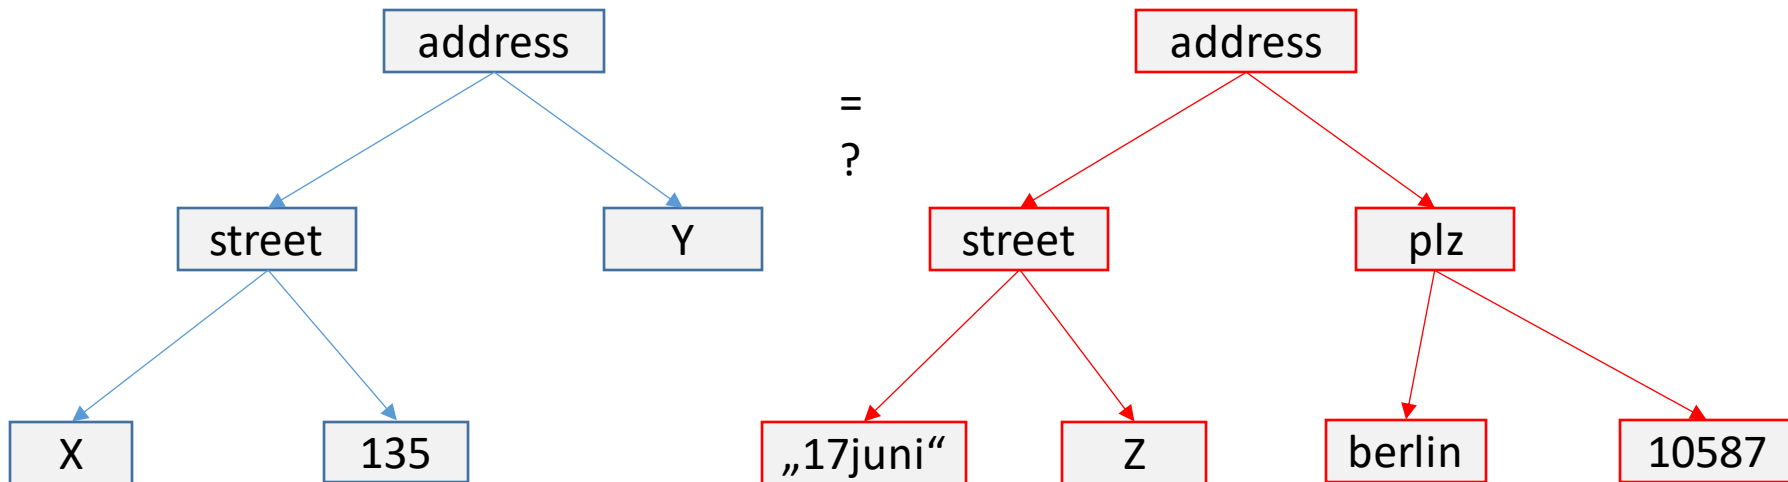 address
address
=
?
street
Y
street
plz
X
135
„17juni“
Z
berlin
10587